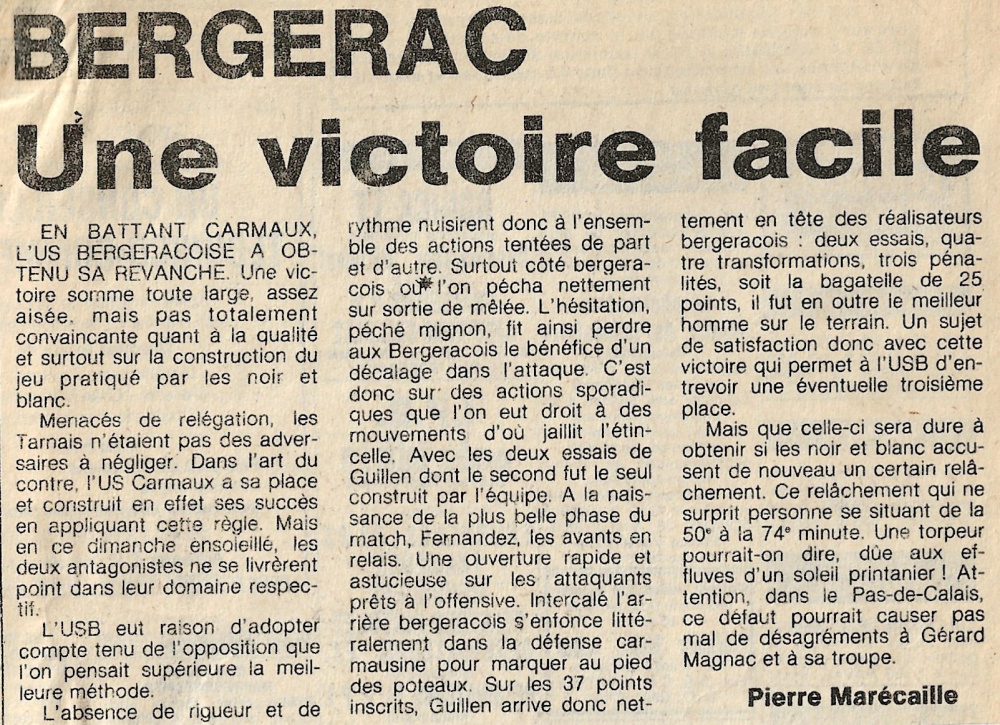 BERGERAC
Une victoire facile
EN BATTANT CARMAUX,
L'US BERGERACOISE A OB-
TENU SA REVANCHE. Une vic-
toire somme toute large, assez
aisée, mais pas totalement
convaincante quant à la qualité
et surtout sur la construction du
jeu pratiqué par les noir et
blanc.
Menacés de relégation, les
Tarnais n'étaient pas des adver-
saires à négliger. Dans l'art du
contre, l'US Carmaux a sa place
et construit en effet ses succès
en appliquant cette règle. Mais
en ce dimanche ensoleillé, les
deux antagonistes ne se livrèrent
point dans leur domaine respec-
tif.
L'USB eut raison d'adopter
compte tenu de l'opposition que
l'on pensait supérieure la meil-
leure méthode.
L'absence de rigueur et de
rythme nuisirent donc à l'ensem-
ble des actions tentées de part
et d'autre. Surtout côté bergera-
cois où l'on pécha nettement
sur sortie de mêlée. L'hésitation,
péché mignon, fit ainsi perdre
aux Bergeracois le bénéfice d'un
décalage dans l'attaque. C'est
donc sur des actions sporadi-
ques que l'on eut droit à des
mouvements d'où jaillit l'étin-
celle. Avec les deux essais de
Guillen dont le second fut le seul
construit par l'équipe. A la nais-
sance de la plus belle phase du
match, Fernandez, les avants en
relais. Une ouverture rapide et
astucieuse sur les attaquants
prêts à l'offensive. Intercalé l'ar-
rière bergeracois s'enfonce litté-
ralement dans la défense car-
mausine pour marquer au pied
des poteaux. Sur les 37 points
inscrits, Guillen arrive donc net-
tement en tête des réalisateurs
bergeracois : deux essais, qua-
tre transformations, trois péna-
lités, soit la bagatelle de 25
points, il fut en outre le meilleur
homme sur le terrain. Un sujet
de satisfaction donc avec cette
victoire qui permet à l'USB d'en-
trevoir une éventuelle troisième
place.
Mais que celle-ci sera dure à
obtenir si les noir et blanc accu-
sent de nouveau un certain relâ-
chement. Ce relâchement qui ne
surprit personne se situant de la
50e à la 74e minute. Une torpeur
pourrait-on dire, dûe aux ef-
fluves d'un soleil printanier ! At-
tention, dans le Pas-de-Calais,
ce défaut pourrait causer pas
mal de désagréments à Gérard
Magnac et à sa troupe.
Pierre Marécaille